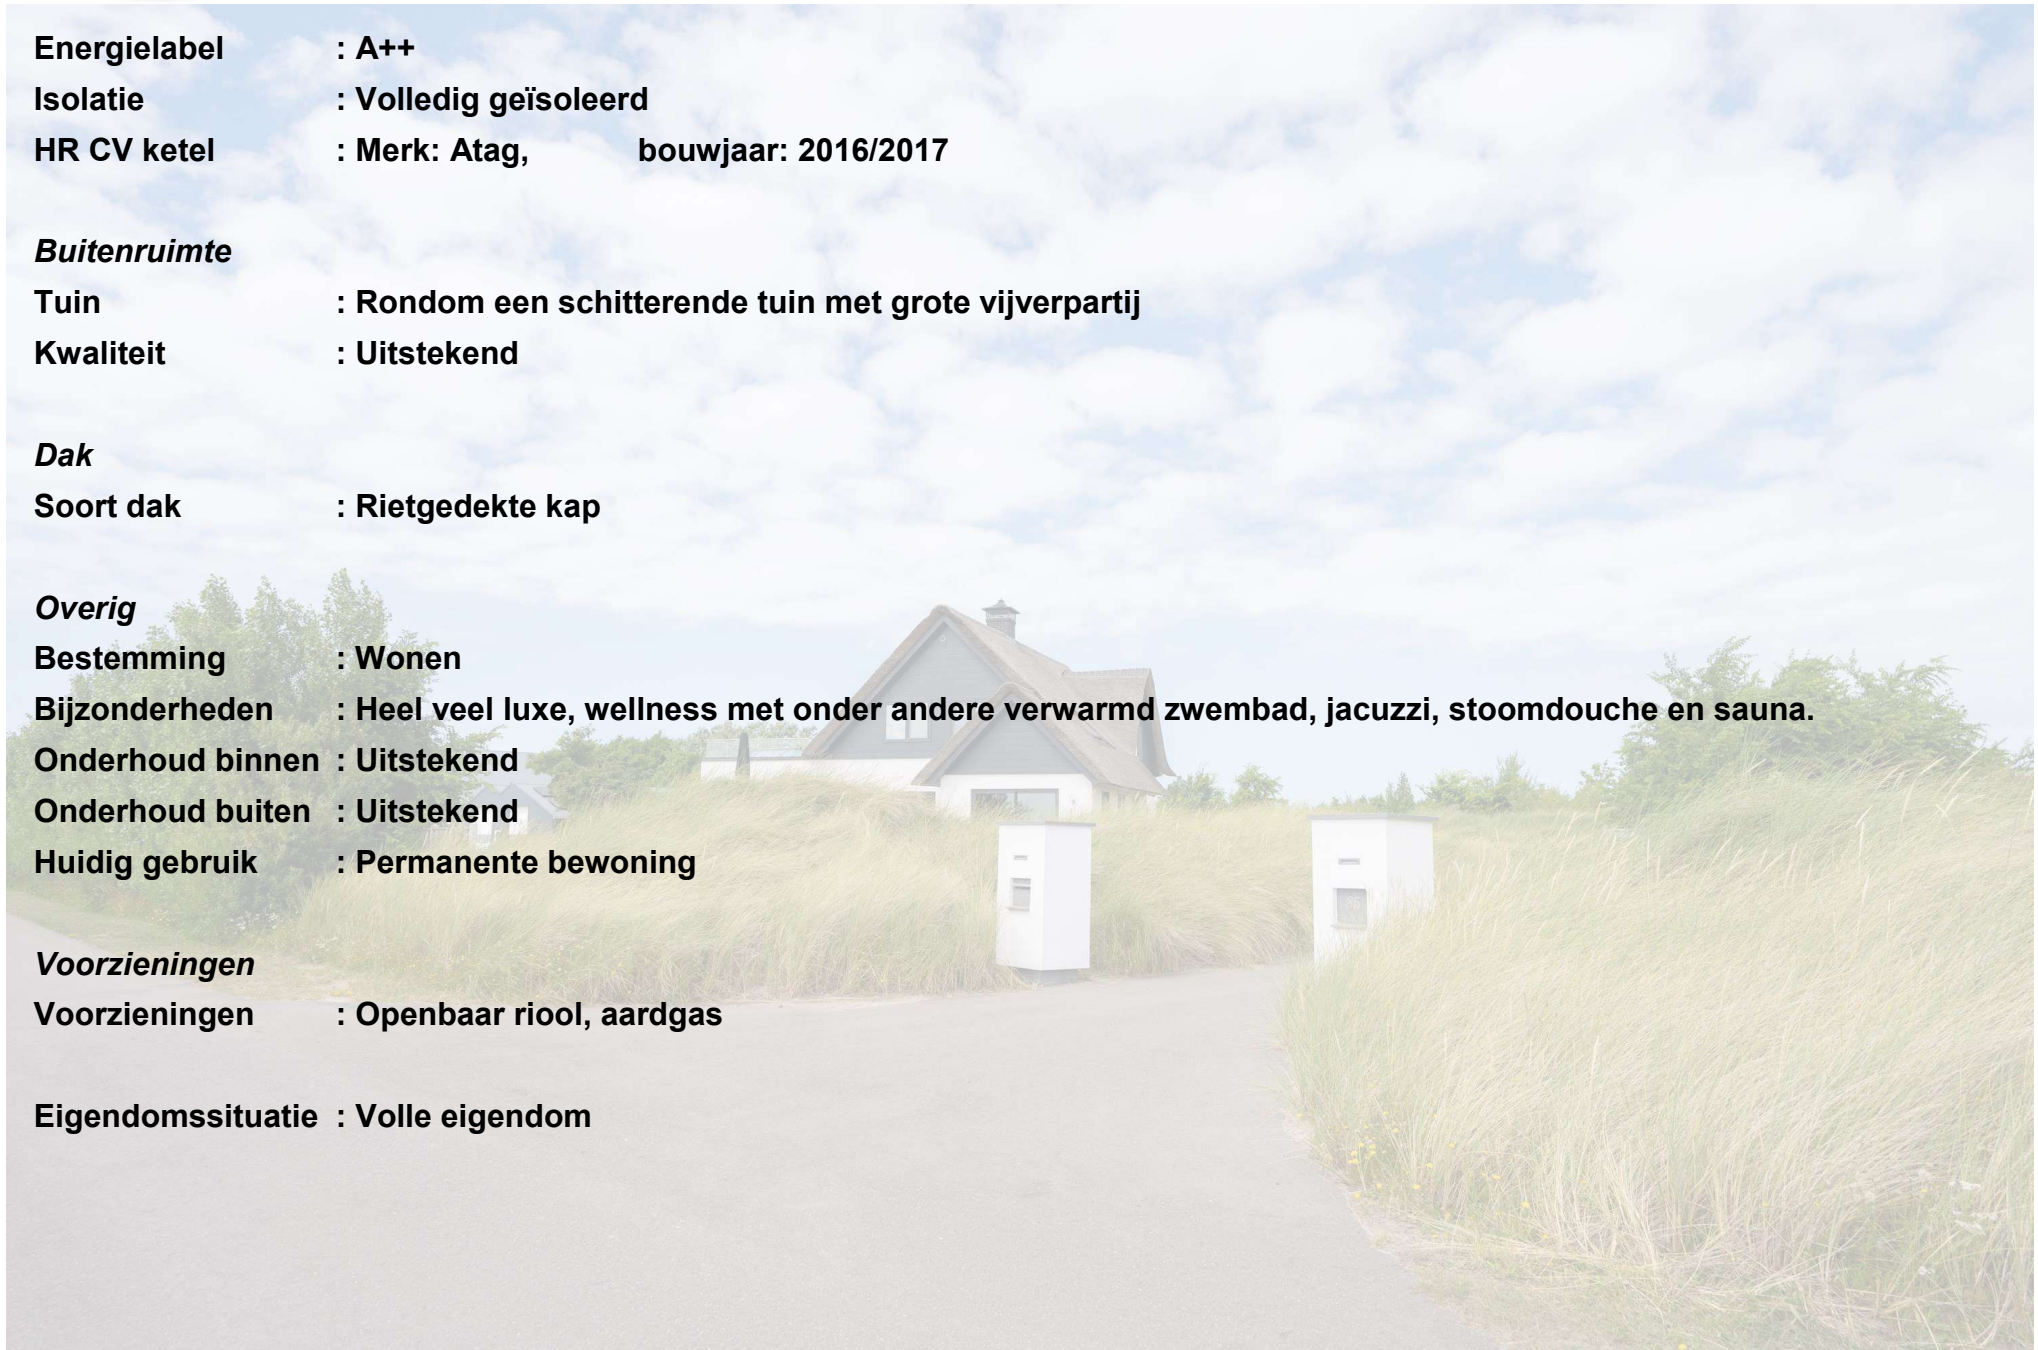 Energielabel : A++
Isolatie : Volledig geïsoleerd
HR CV ketel : Merk: Atag, bouwjaar: 2016/2017
Buitenruimte
Tuin : Rondom een schitterende tuin met grote vijverpartij
Kwaliteit : Uitstekend
Dak
Soort dak : Rietgedekte kap
Overig
Bestemming : Wonen
Bijzonderheden : Heel veel luxe, wellness met onder andere verwarmd zwembad, jacuzzi, stoomdouche en sauna.
Onderhoud binnen : Uitstekend
Onderhoud buiten : Uitstekend
Huidig gebruik : Permanente bewoning
Voorzieningen
Voorzieningen : Openbaar riool, aardgas
Eigendomssituatie : Volle eigendom